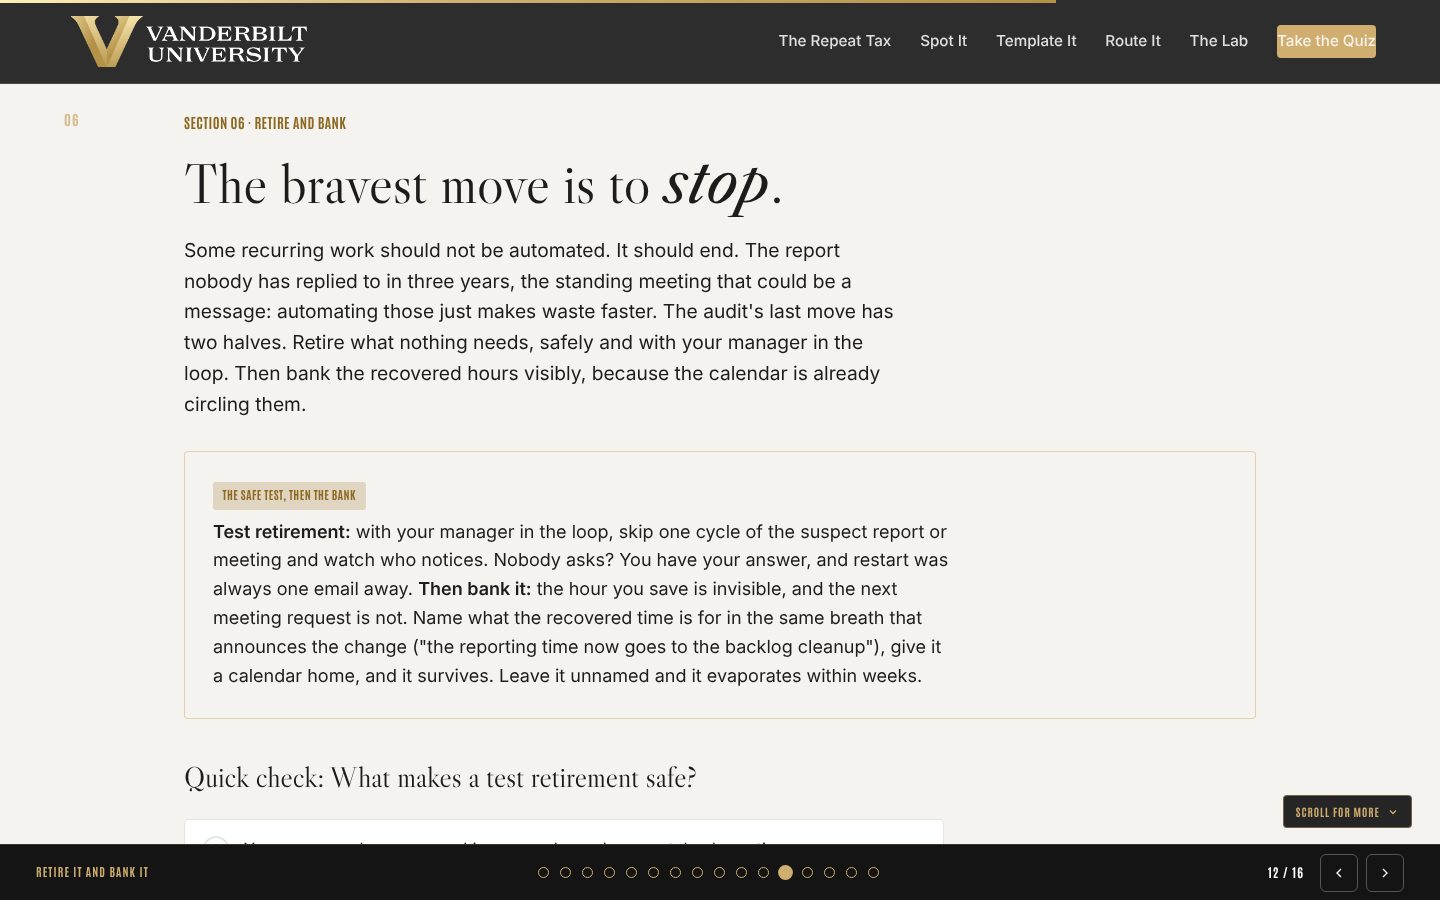 VANDERBILT
UNIVERSITY
The Repeat Tax
Spot It
Template It
Route It
The Lab
Take the Quiz
06
SECTION 06 · RETIRE AND BANK
The bravest move is to stop.
Some recurring work should not be automated. It should end. The report
nobody has replied to in three years, the standing meeting that could be a
message: automating those just makes waste faster. The audit's last move has
two halves. Retire what nothing needs, safely and with your manager in the
loop. Then bank the recovered hours visibly, because the calendar is already
circling them.
THE SAFE TEST, THEN THE BANK
Test retirement: with your manager in the loop, skip one cycle of the suspect report or
meeting and watch who notices. Nobody asks? You have your answer, and restart was
always one email away. Then bank it: the hour you save is invisible, and the next
meeting request is not. Name what the recovered time is for in the same breath that
announces the change ("the reporting time now goes to the backlog cleanup"), give it
a calendar home, and it survives. Leave it unnamed and it evaporates within weeks.
Quick check: What makes a test retirement safe?
SCROLL FOR MORE
RETIRE IT AND BANK IT
12 / 16